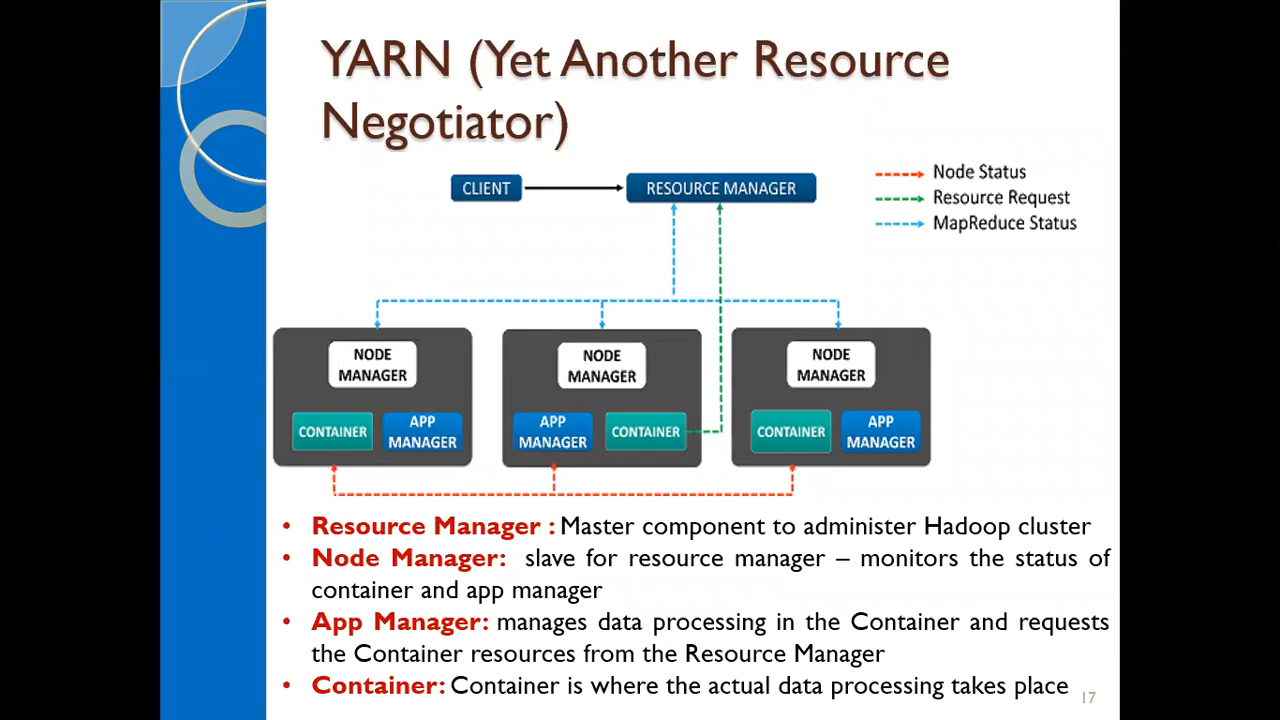 YARN (Yet Another Resource
Negotiator)
CLIENT
RESOURCE MANAGER
Node Status
Resource Request
MapReduce Status
NODE
MANAGER
CONTAINER
APP
MANAGER
NODE
MANAGER
APP
MANAGER
CONTAINER
NODE
MANAGER
CONTAINER
APP
MANAGER
• Resource Manager : Master component to administer Hadoop cluster
• Node Manager: slave for resource manager – monitors the status of
container and app manager
• App Manager: manages data processing in the Container and requests
the Container resources from the Resource Manager
• Container: Container is where the actual data processing takes place
17